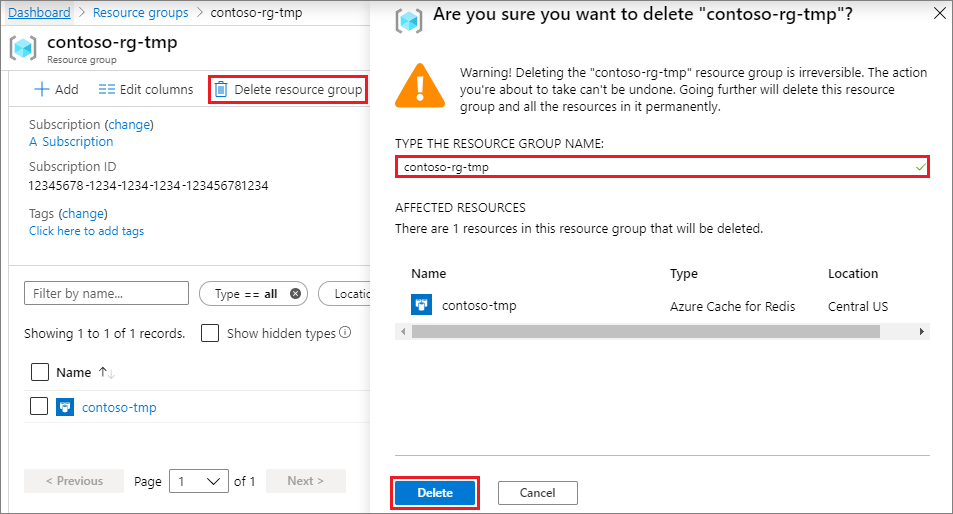 Dashboard > Resource groups > contoso-rg-tmp
contoso-rg-tmp
Resource group
Add Edit columns Delete resource group
Subscription (change)
A Subscription
Subscription ID
12345678-1234-1234-1234-123456781234
Tags (change)
Click here to add tags
Filter by name...
Type == all
Locatio
Showing 1 to 1 of 1 records.
Show hidden types
Name
contoso-tmp
< Previous
Page
1
of 1
Next >
Are you sure you want to delete "contoso-rg-tmp"?
Warning! Deleting the "contoso-rg-tmp" resource group is irreversible. The action
you're about to take can't be undone. Going further will delete this resource
group and all the resources in it permanently.
TYPE THE RESOURCE GROUP NAME:
contoso-rg-tmp
AFFECTED RESOURCES
There are 1 resources in this resource group that will be deleted.
Name Type Location
contoso-tmp Azure Cache for Redis Central US
Delete
Cancel